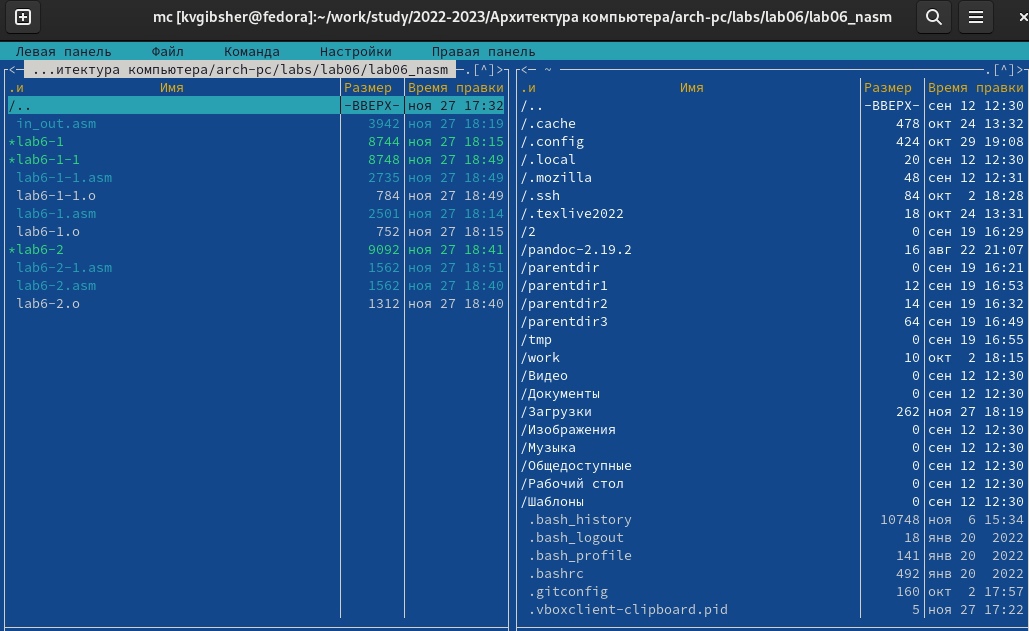 mc [kvgibsher@fedora]:~/work/study/2022-2023/Архитектура компьютера/arch-pc/labs/lab06/lab06_nasm
Левая панель Файл Команда Настройки Правая панель
<— ...итектура компьютера/arch-pc/labs/lab06/lab06_nasm —.[^]>
.и Имя Размер Время правки
/.. -ВВЕРХ- ноя 27 17:32
in_out.asm 3942 ноя 27 18:19
*lab6-1 8744 ноя 27 18:15
*lab6-1-1 8748 ноя 27 18:49
lab6-1-1.asm 2735 ноя 27 18:49
lab6-1-1.o 784 ноя 27 18:49
lab6-1.asm 2501 ноя 27 18:14
lab6-1.o 752 ноя 27 18:15
*lab6-2 9092 ноя 27 18:41
lab6-2-1.asm 1562 ноя 27 18:51
lab6-2.asm 1562 ноя 27 18:40
lab6-2.o 1312 ноя 27 18:40
<— ~ —.[^]>
.и Имя Размер Время правки
/.. -ВВЕРХ- сен 12 12:30
/.cache 478 окт 24 13:32
/.config 424 окт 29 19:08
/.local 20 сен 12 12:30
/.mozilla 48 сен 12 12:31
/.ssh 84 окт 2 18:28
/.texlive2022 18 окт 24 13:31
/2 0 сен 19 16:29
/pandoc-2.19.2 16 авг 22 21:07
/parentdir 0 сен 19 16:21
/parentdir1 12 сен 19 16:53
/parentdir2 14 сен 19 16:32
/parentdir3 64 сен 19 16:49
/tmp 0 сен 19 16:55
/work 10 окт 2 18:15
/Видео 0 сен 12 12:30
/Документы 0 сен 12 12:30
/Загрузки 262 ноя 27 18:19
/Изображения 0 сен 12 12:30
/Музыка 0 сен 12 12:30
/Общедоступные 0 сен 12 12:30
/Рабочий стол 0 сен 12 12:30
/Шаблоны 0 сен 12 12:30
.bash_history 10748 ноя 6 15:34
.bash_logout 18 янв 20 2022
.bash_profile 141 янв 20 2022
.bashrc 492 янв 20 2022
.gitconfig 160 окт 2 17:57
.vboxclient-clipboard.pid 5 ноя 27 17:22